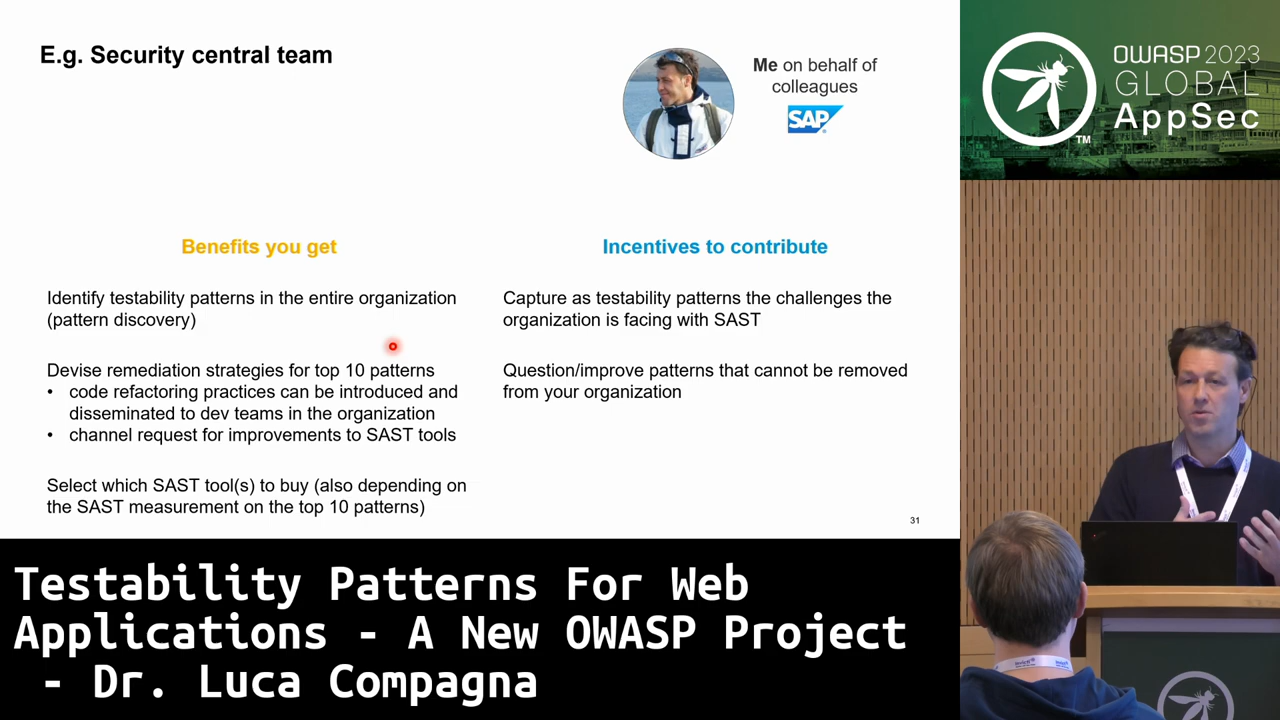 E.g. Security central team
Me on behalf of
colleagues
SAP
Benefits you get
Identify testability patterns in the entire organization
(pattern discovery)
Devise remediation strategies for top 10 patterns
• code refactoring practices can be introduced and
disseminated to dev teams in the organization
• channel request for improvements to SAST tools
Select which SAST tool(s) to buy (also depending on
the SAST measurement on the top 10 patterns)
Incentives to contribute
Capture as testability patterns the challenges the
organization is facing with SAST
Question/improve patterns that cannot be removed
from your organization
31
OWASP 2023
GLOBAL
AppSec
TM
Testability Patterns For Web
Applications - A New OWASP Project
- Dr. Luca Compagna